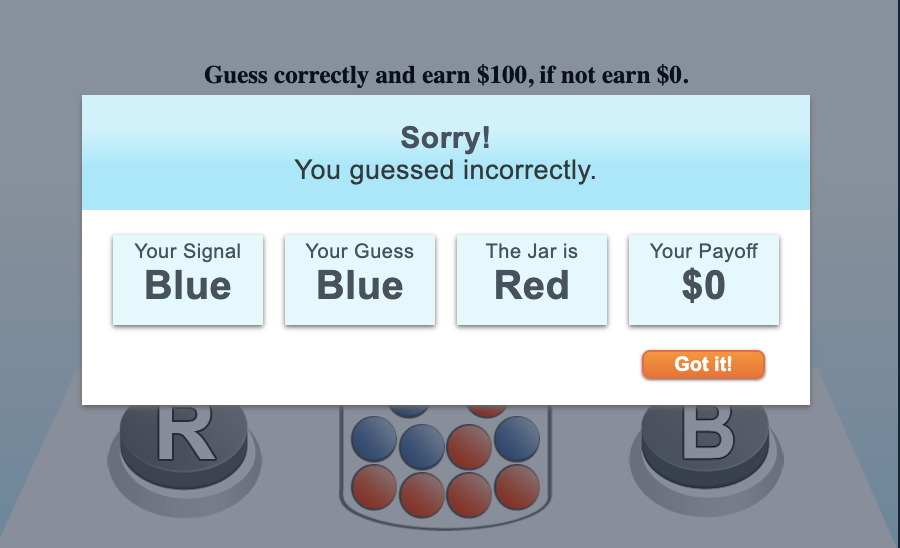 Guess correctly and earn $100, if not earn $0.
Sorry!
You guessed incorrectly.
Your Signal
Blue
Your Guess
Blue
The Jar is
Red
Your Payoff
$0
Got it!
R
B